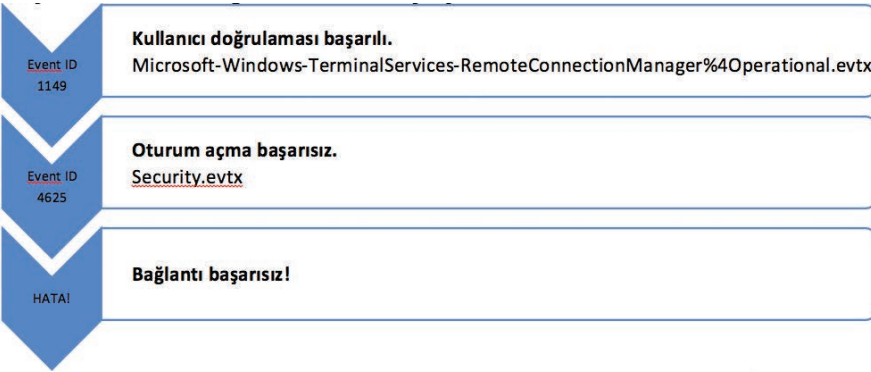 Event ID
1149
Kullanıcı doğrulaması başarılı.
Microsoft-Windows-TerminalServices-RemoteConnectionManager%4Operational.evtx
Event ID
4625
Oturum açma başarısız.
Security.evtx
HATA!
Bağlantı başarısız!